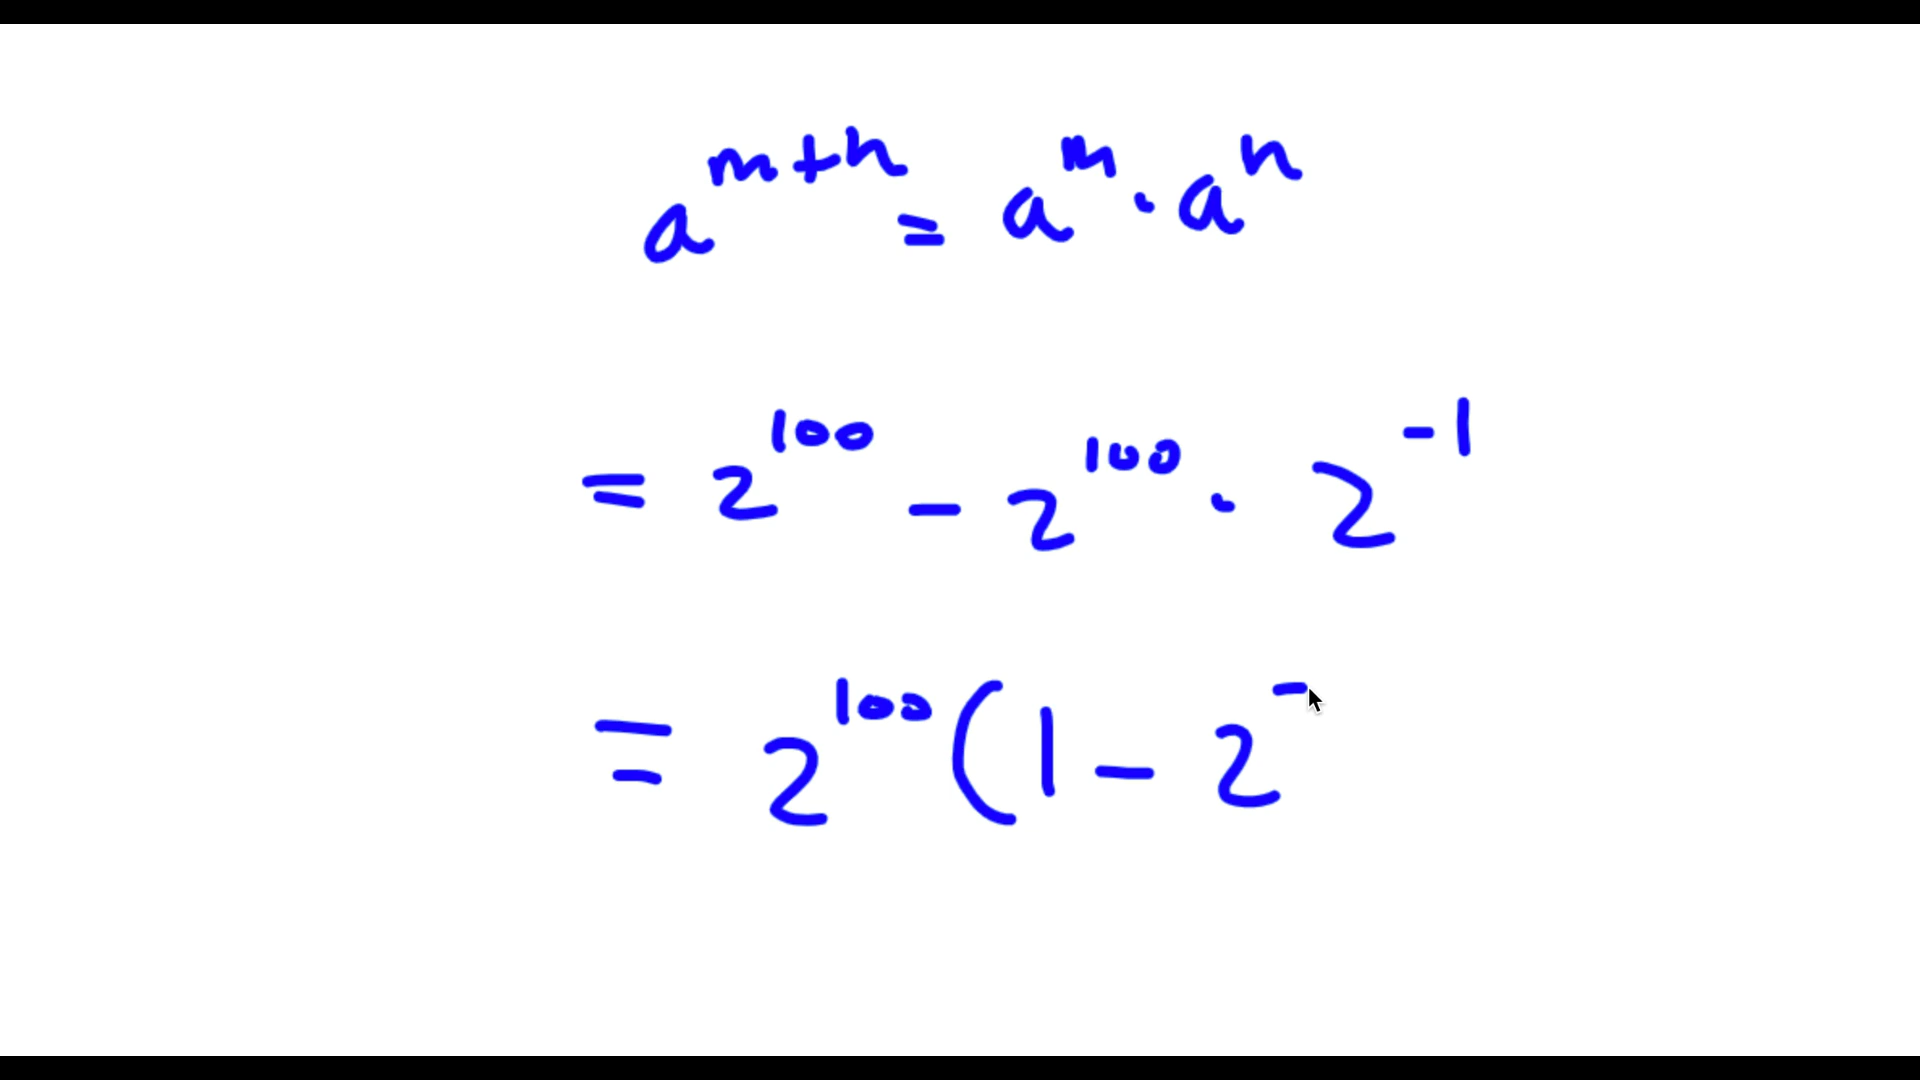 a^{m+n} = a^m · a^n
= 2^{100} - 2^{100} · 2^{-1}
= 2^{100} (1 - 2^{-